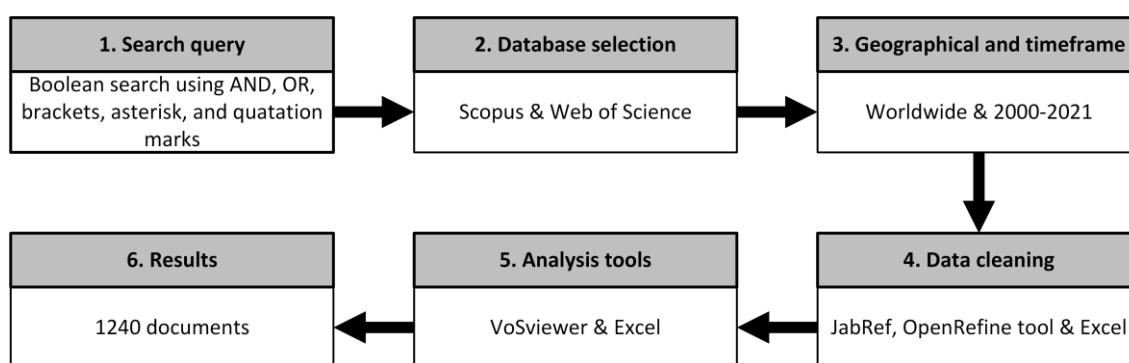 1. Search query
Boolean search using AND, OR,
brackets, asterisk, and quatation
marks
2. Database selection
Scopus & Web of Science
3. Geographical and timeframe
Worldwide & 2000-2021
4. Data cleaning
JabRef, OpenRefine tool & Excel
5. Analysis tools
VoSviewer & Excel
6. Results
1240 documents